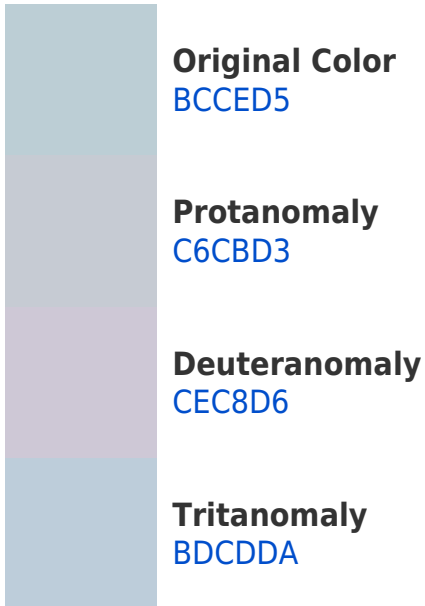 Original Color
BCCED5
Protanomaly
C6CBD3
Deuteranomaly
CEC8D6
Tritanomaly
BDCDDA